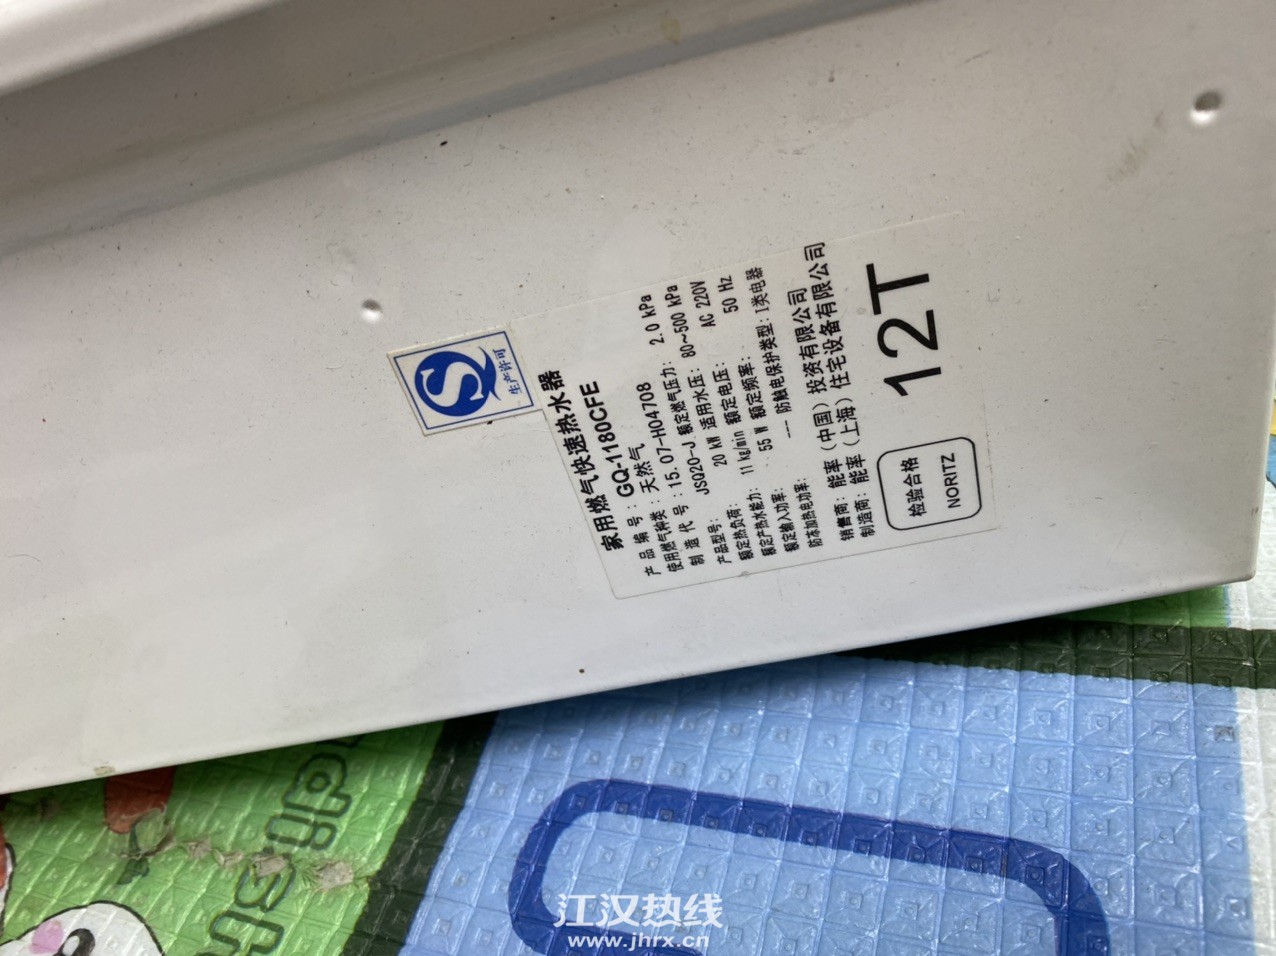 生产许可
家用燃气快速热水器
产品编号: GQ-1180CFE
使用燃气种类: 天然气
制造代号: 15.07-H04708
产品型号: JSQ20-J 额定燃气压力: 2.0 kPa
额定热负荷: 20 kW 适用水压: 80~500 kPa
额定产热水能力: 11 kg/min 额定电压: AC 220V
额定输入功率: 55 W 额定频率: 50 Hz
防冻加热电功率: --- 防触电保护类型: I类电器
销售商: 能率(中国)投资有限公司
制造商: 能率(上海)住宅设备有限公司
检验合格
NORITZ
12T
江汉热线
www.jhrx.cn